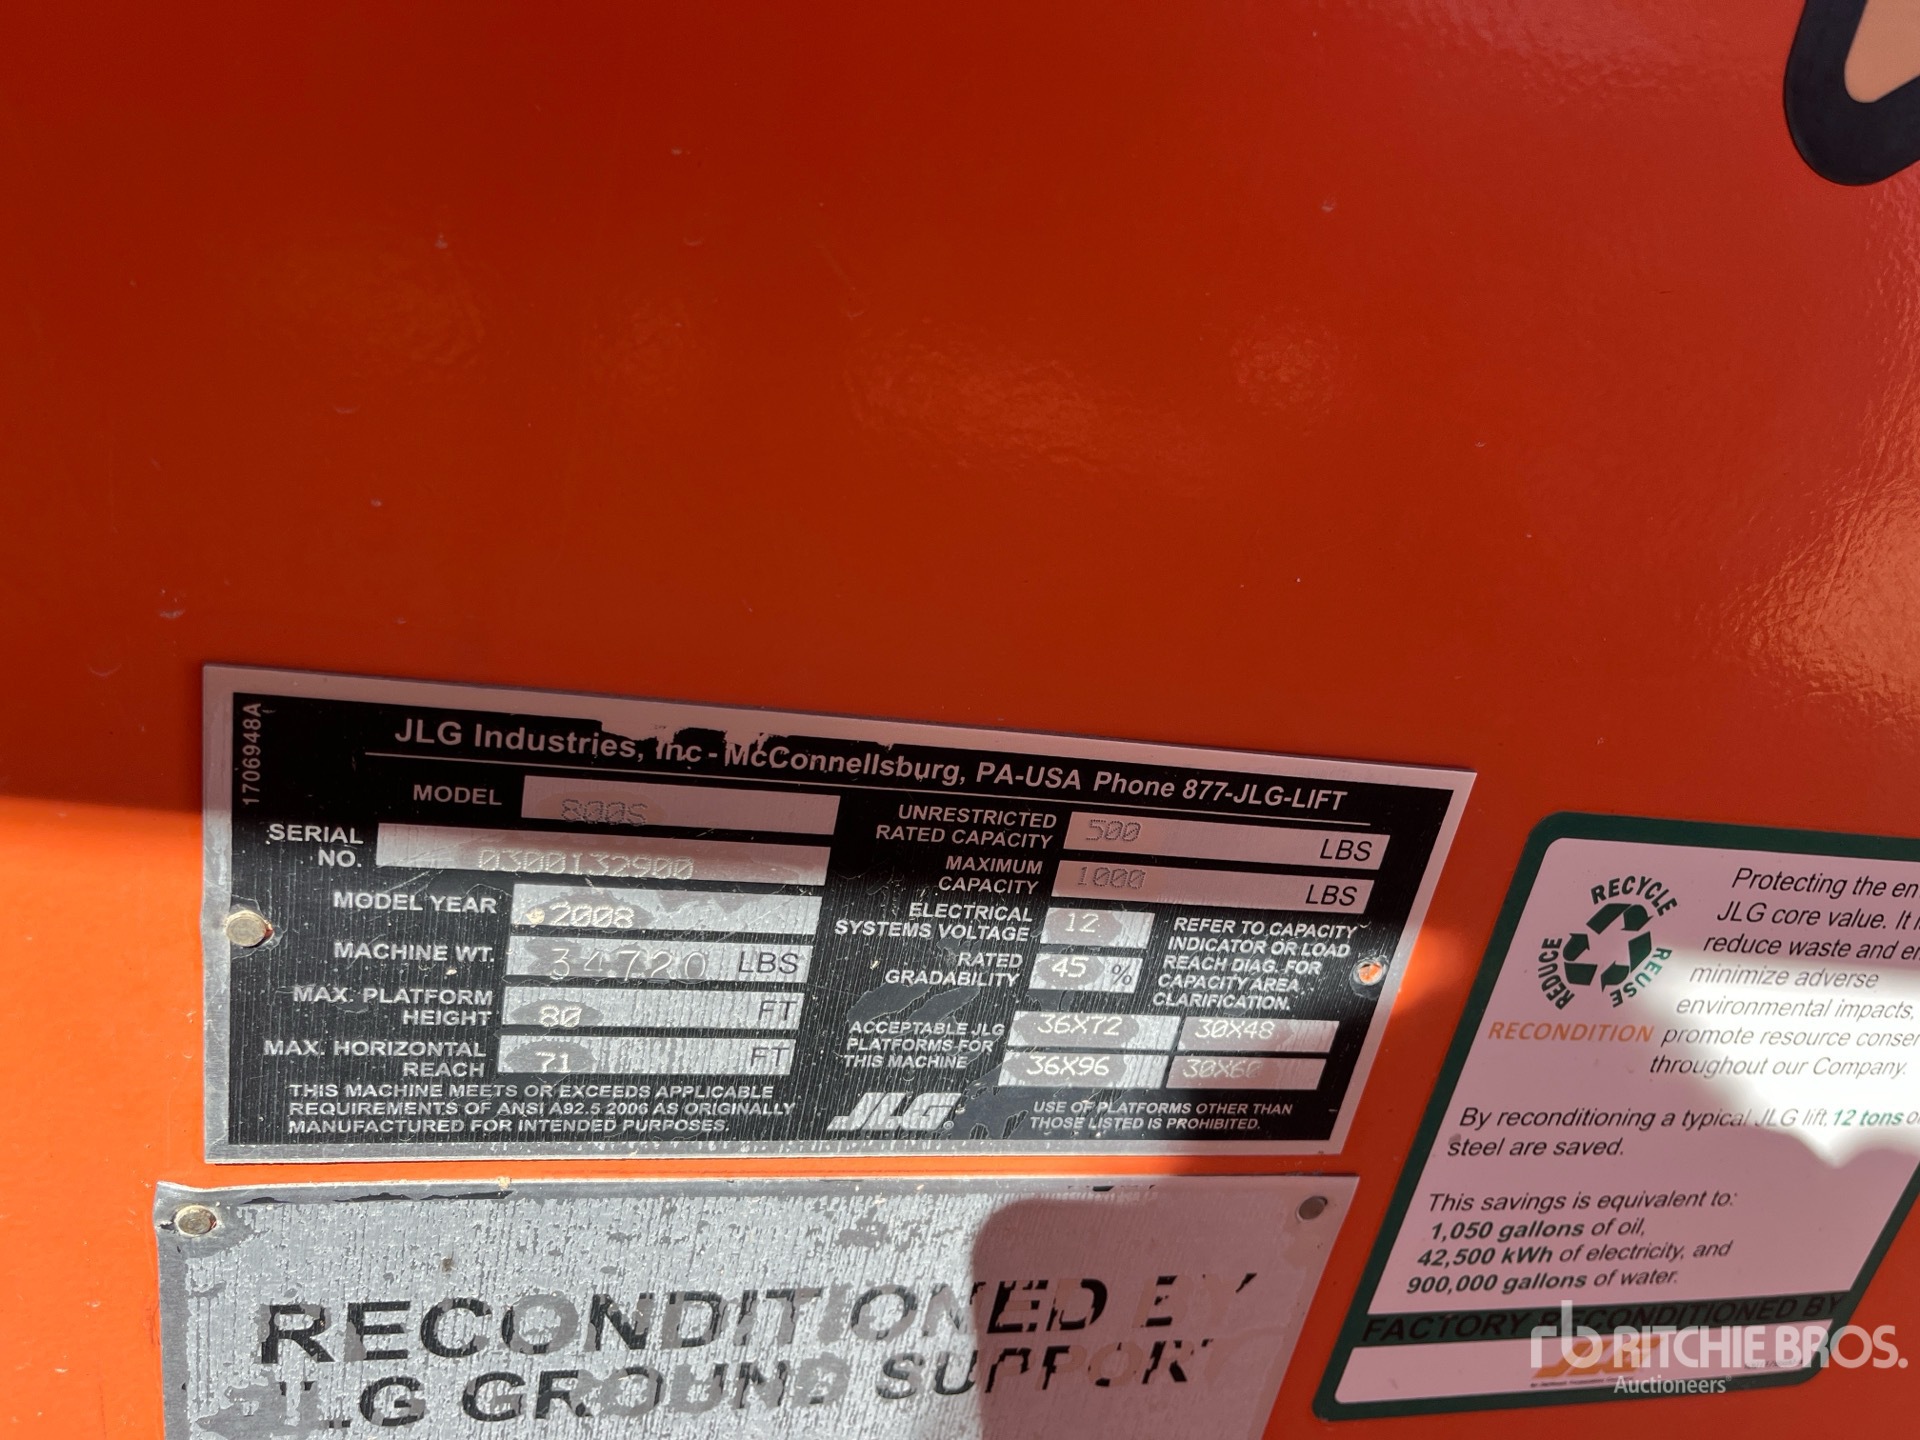 1706948A
JLG Industries, Inc - McConnellsburg, PA-USA Phone 877-JLG-LIFT
MODEL 800S
SERIAL NO. 0300132900
MODEL YEAR 2008
MACHINE WT. 34720 LBS
MAX. PLATFORM HEIGHT 80 FT
MAX. HORIZONTAL REACH 71 FT
THIS MACHINE MEETS OR EXCEEDS APPLICABLE
REQUIREMENTS OF ANSI A92.5 2006 AS ORIGINALLY
MANUFACTURED FOR INTENDED PURPOSES.
UNRESTRICTED RATED CAPACITY 500 LBS
MAXIMUM CAPACITY 1000 LBS
ELECTRICAL SYSTEMS VOLTAGE 12
RATED GRADABILITY 45 %
REFER TO CAPACITY
INDICATOR OR LOAD
REACH DIAG. FOR
CAPACITY AREA
CLARIFICATION.
ACCEPTABLE JLG
PLATFORMS FOR
THIS MACHINE
36X72 30X48
36X96 30X60
JLG
USE OF PLATFORMS OTHER THAN
THOSE LISTED IS PROHIBITED.
RECONDITIONED BY
JLG GROUND SUPPORT
RECYCLE
REUSE
REDUCE
RECONDITION
Protecting the en
JLG core value. It
reduce waste and
minimize adverse
environmental impacts,
promote resource conser
throughout our Company.
By reconditioning a typical JLG lift, 12 tons of
steel are saved.
This savings is equivalent to:
1,050 gallons of oil,
42,500 kWh of electricity, and
900,000 gallons of water.
FACTORY RECONDITIONED BY
JLG
rb RITCHIE BROS.
Auctioneers